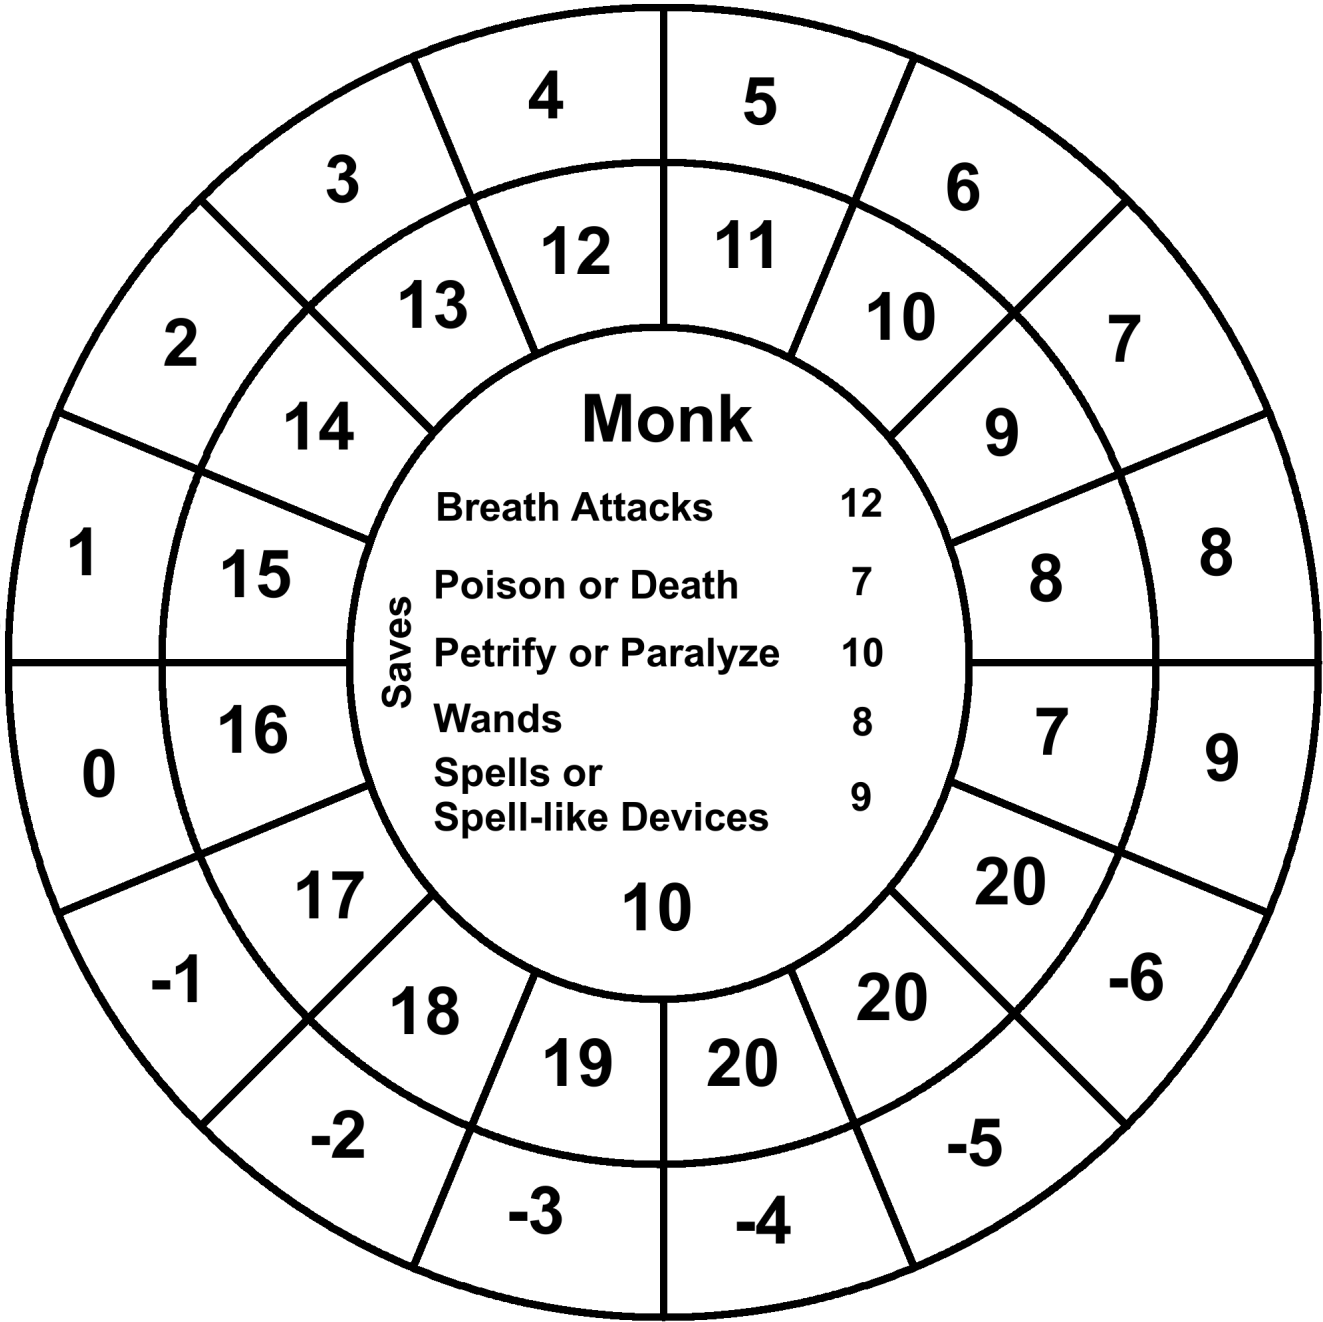 4 5
3 6
12 11
13 10
2 7
14 9
Monk
Breath Attacks 12
1 8
15 8
Poison or Death 7
Saves
Petrify or Paralyze 10
Wands 8
16 7
0 9
Spells or
Spell-like Devices 9
17 20
10
-1 -6
18 20
19 20
-2 -5
-3 -4